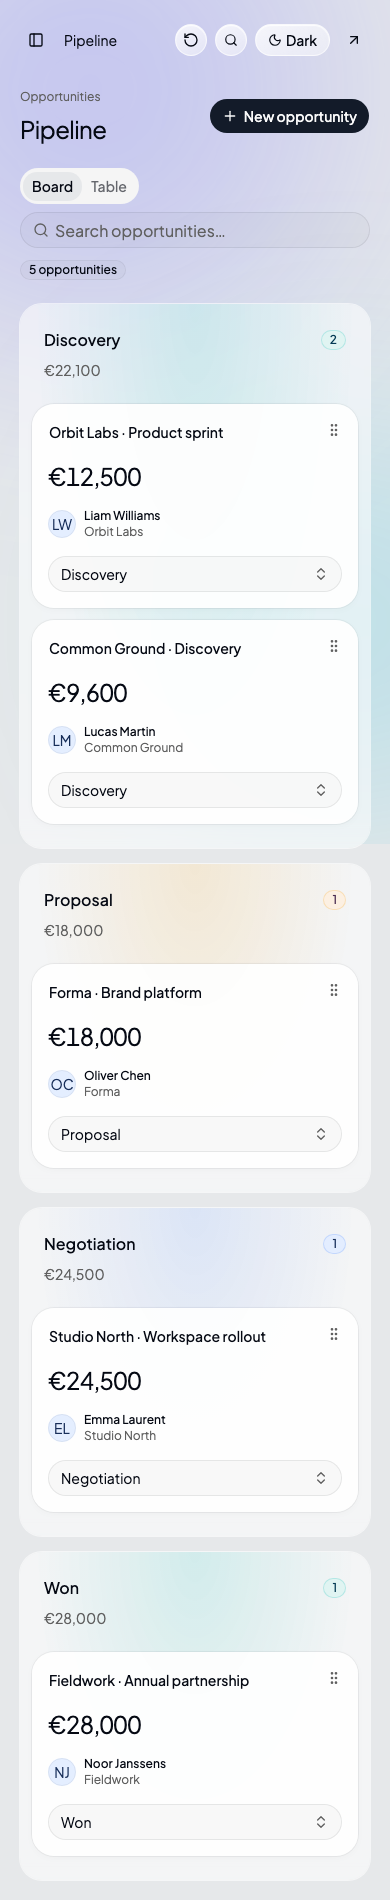 Pipeline
Dark
Opportunities
Pipeline
New opportunity
Board
Table
Search opportunities...
5 opportunities
Discovery
2
€22,100
Orbit Labs · Product sprint
€12,500
LW
Liam Williams
Orbit Labs
Discovery
Common Ground · Discovery
€9,600
LM
Lucas Martin
Common Ground
Discovery
Proposal
1
€18,000
Forma · Brand platform
€18,000
OC
Oliver Chen
Forma
Proposal
Negotiation
1
€24,500
Studio North · Workspace rollout
€24,500
EL
Emma Laurent
Studio North
Negotiation
Won
1
€28,000
Fieldwork · Annual partnership
€28,000
NJ
Noor Janssens
Fieldwork
Won